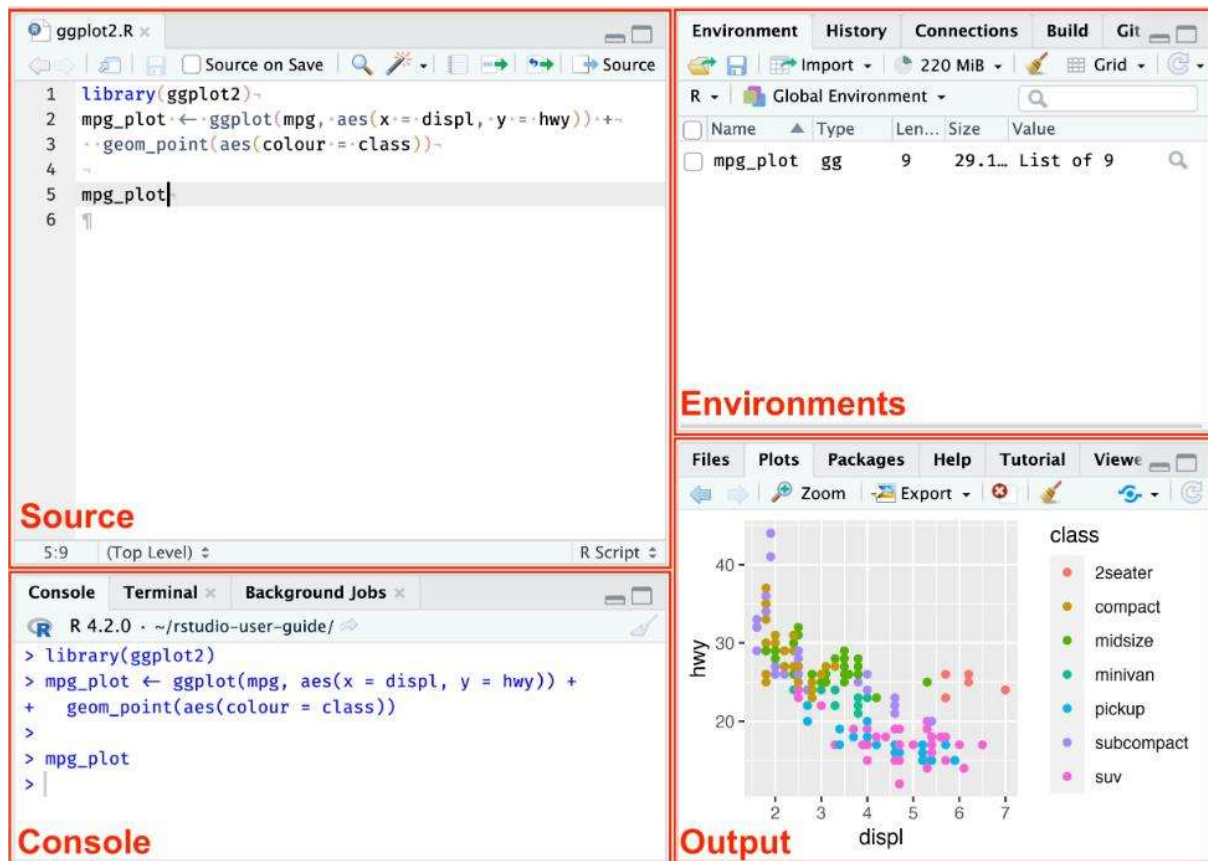 ggplot2.R ×
Source on Save Source
1 library(ggplot2)¬
2 mpg_plot·←·ggplot(mpg,·aes(x·=·displ,·y·=·hwy))·+¬
3 ··geom_point(aes(colour·=·class))¬
4 ¬
5 mpg_plot¬
6 ¶
Source
5:9 (Top Level) R Script
Console Terminal × Background Jobs ×
R 4.2.0 · ~/rstudio-user-guide/
> library(ggplot2)
> mpg_plot ← ggplot(mpg, aes(x = displ, y = hwy)) +
+   geom_point(aes(colour = class))
>
> mpg_plot
>
Console
Environment History Connections Build Git
Import 220 MiB Grid
R Global Environment
Name Type Len... Size Value
mpg_plot gg 9 29.1… List of 9
Environments
Files Plots Packages Help Tutorial Viewe
Zoom Export
class
2seater
compact
midsize
minivan
pickup
subcompact
suv
hwy
40
30
20
2 3 4 5 6 7
displ
Output